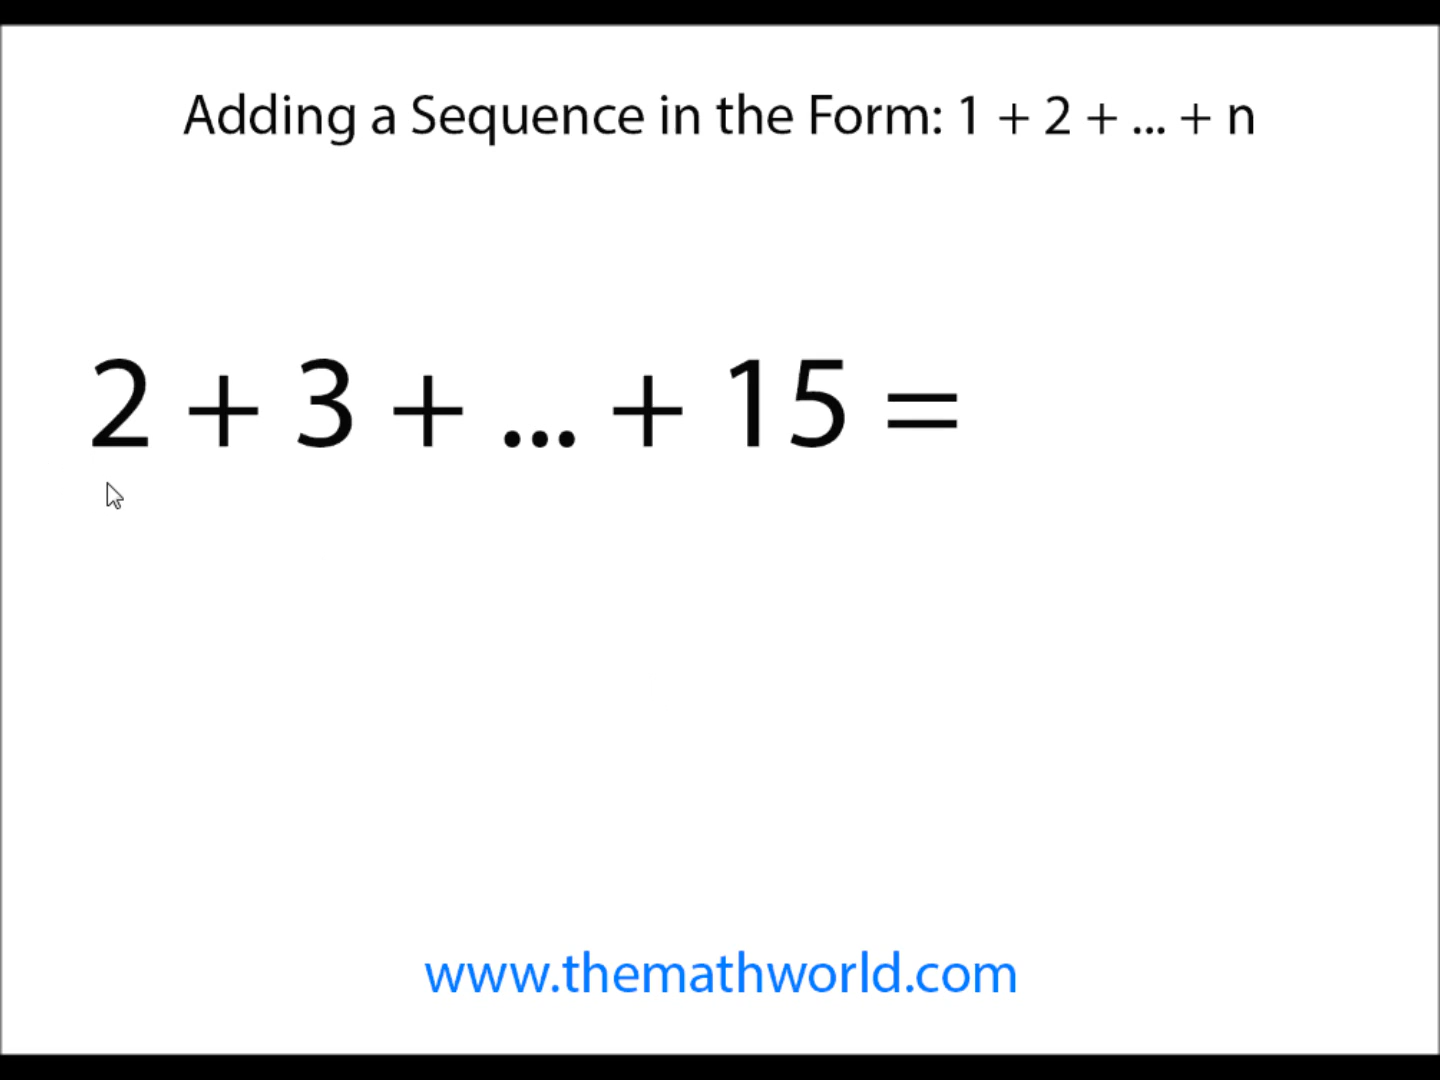 Adding a Sequence in the Form: 1 + 2 + ... + n
2 + 3 + ... + 15 =
www.themathworld.com